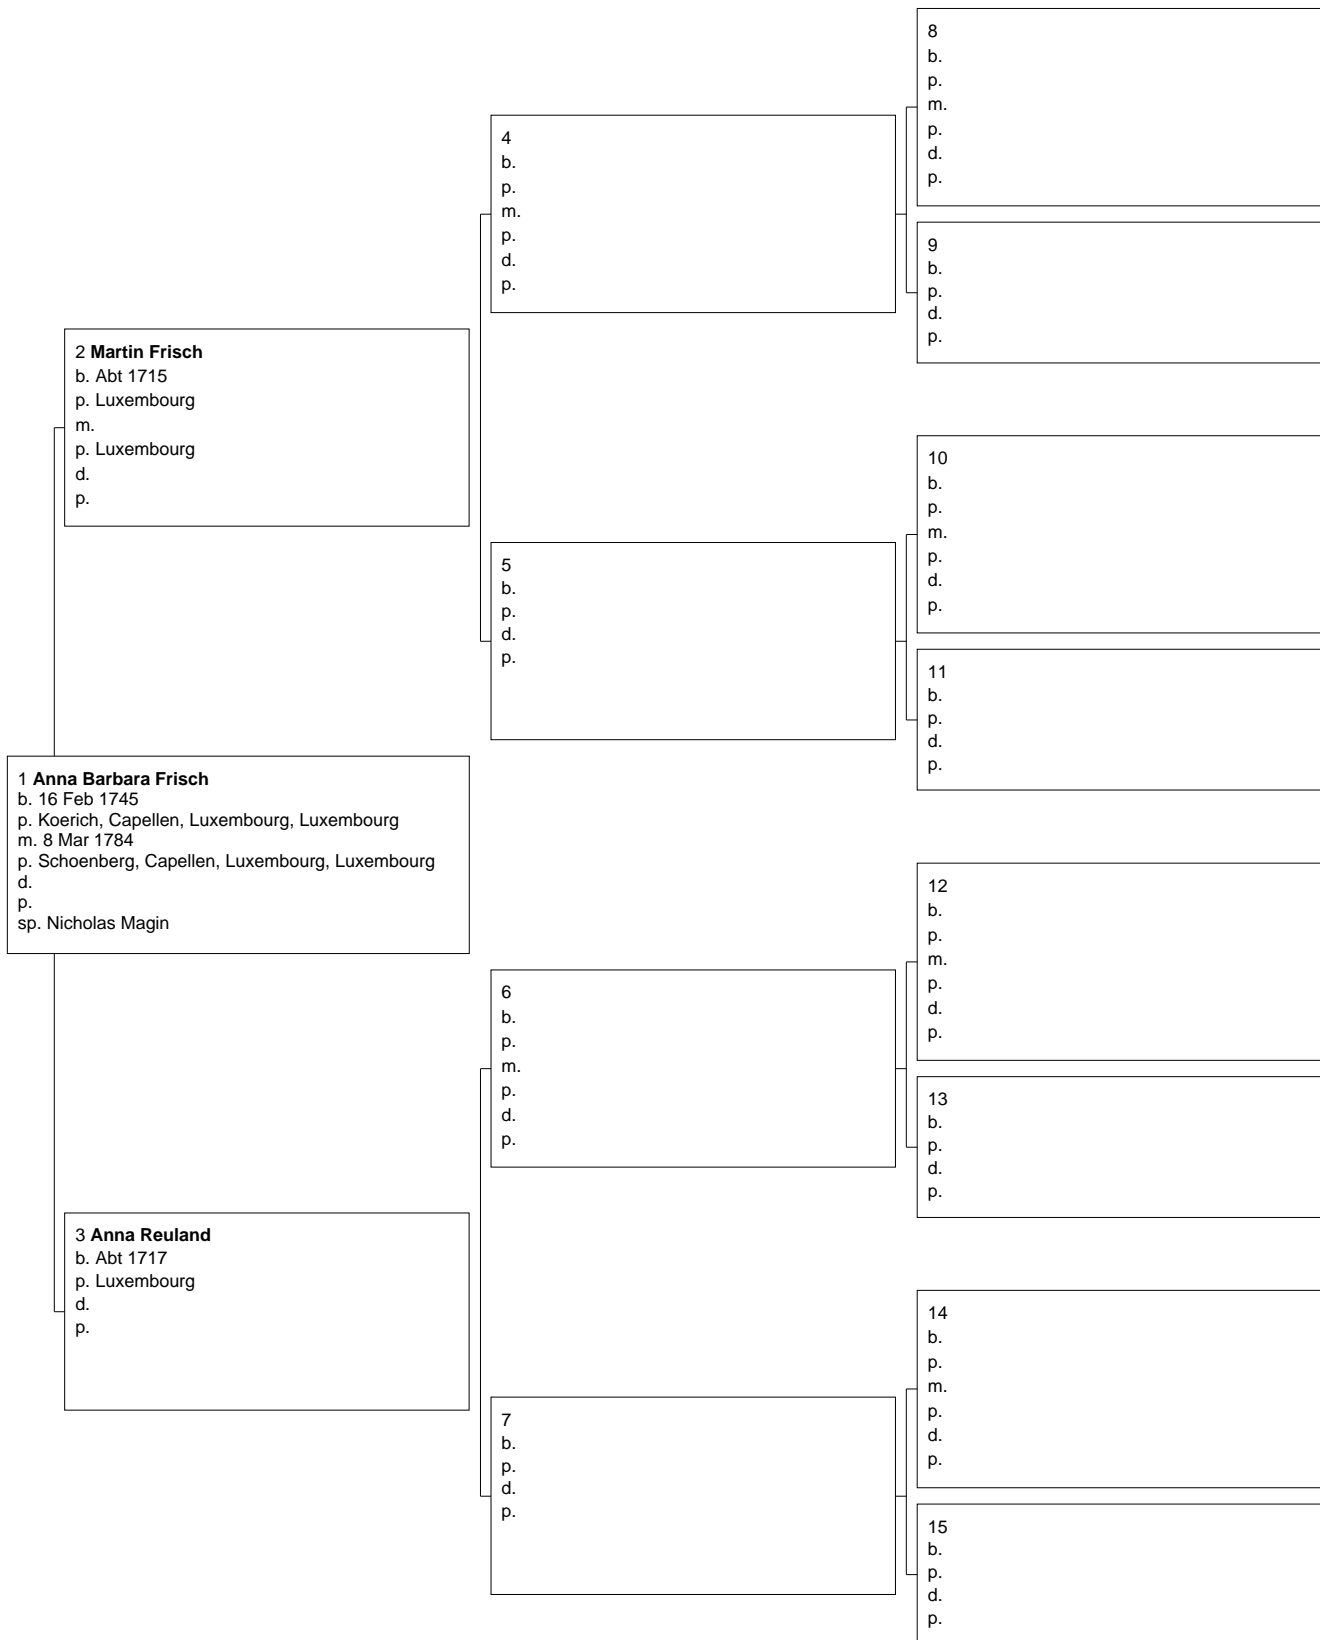 8
b.
p.
m.
p.
d.
p.
4
b.
p.
m.
p.
d.
p.
9
b.
p.
d.
p.
2 Martin Frisch
b. Abt 1715
p. Luxembourg
m.
p. Luxembourg
d.
p.
10
b.
p.
m.
p.
d.
p.
5
b.
p.
d.
p.
11
b.
p.
d.
p.
1 Anna Barbara Frisch
b. 16 Feb 1745
p. Koerich, Capellen, Luxembourg, Luxembourg
m. 8 Mar 1784
p. Schoenberg, Capellen, Luxembourg, Luxembourg
d.
p.
sp. Nicholas Magin
12
b.
p.
m.
p.
d.
p.
6
b.
p.
m.
p.
d.
p.
13
b.
p.
d.
p.
3 Anna Reuland
b. Abt 1717
p. Luxembourg
d.
p.
14
b.
p.
m.
p.
d.
p.
7
b.
p.
d.
p.
15
b.
p.
d.
p.